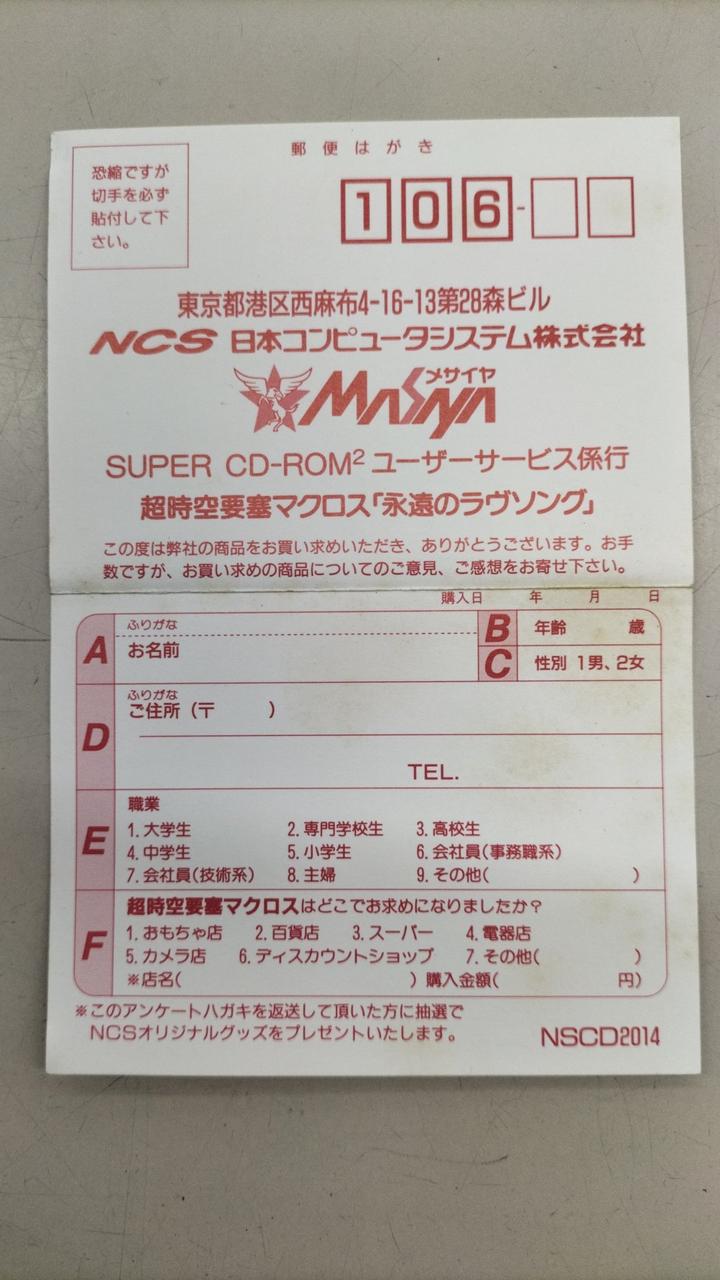 郵便はがき
恐縮ですが
切手を必ず
貼付して下
さい。
106-
東京都港区西麻布4-16-13第28森ビル
NCS 日本コンピュータシステム株式会社
メサイヤ
MASAYA
SUPER CD-ROM² ユーザーサービス係行
超時空要塞マクロス「永遠のラヴソング」
この度は弊社の商品をお買い求めいただき、ありがとうございます。お手
数ですが、お買い求めの商品についてのご意見、ご感想をお寄せ下さい。
購入日 年 月 日
A ふりがな
お名前
B 年齢 歳
C 性別 1男、2女
D ふりがな
ご住所(〒 )
TEL.
E 職業
1. 大学生 2. 専門学校生 3. 高校生
4. 中学生 5. 小学生 6. 会社員(事務職系)
7. 会社員(技術系) 8. 主婦 9. その他( )
F 超時空要塞マクロスはどこでお求めになりましたか?
1. おもちゃ店 2. 百貨店 3. スーパー 4. 電器店
5. カメラ店 6. ディスカウントショップ 7. その他( )
※店名( ) 購入金額( 円)
※このアンケートハガキを返送して頂いた方に抽選で
NCSオリジナルグッズをプレゼントいたします。
NSCD2014